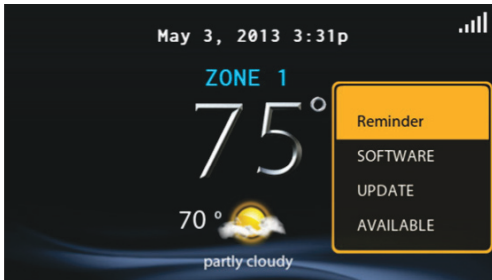 May 3, 2013 3:31p
ZONE 1
75°
Reminder
SOFTWARE
UPDATE
AVAILABLE
70 °
partly cloudy